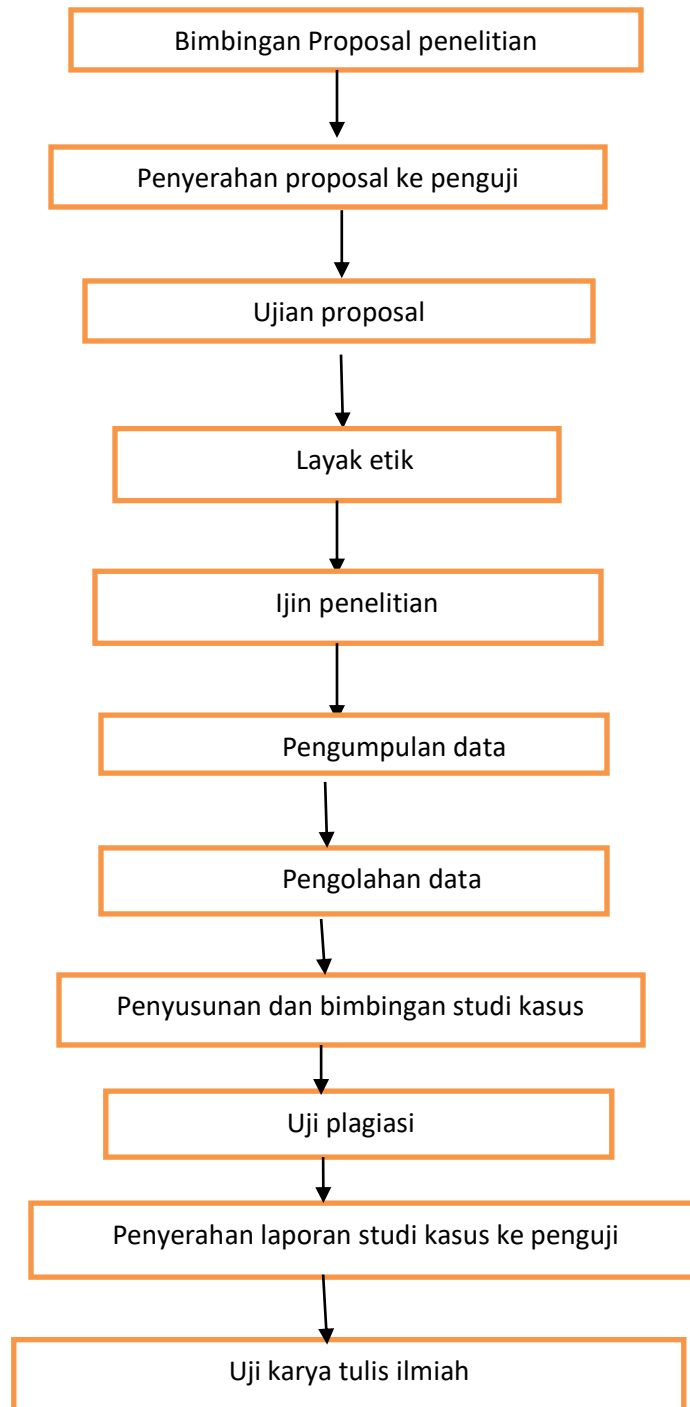 Bimbingan Proposal penelitian
Penyerahan proposal ke penguji
Ujian proposal
Layak etik
Ijin penelitian
Pengumpulan data
Pengolahan data
Penyusunan dan bimbingan studi kasus
Uji plagiasi
Penyerahan laporan studi kasus ke penguji
Uji karya tulis ilmiah